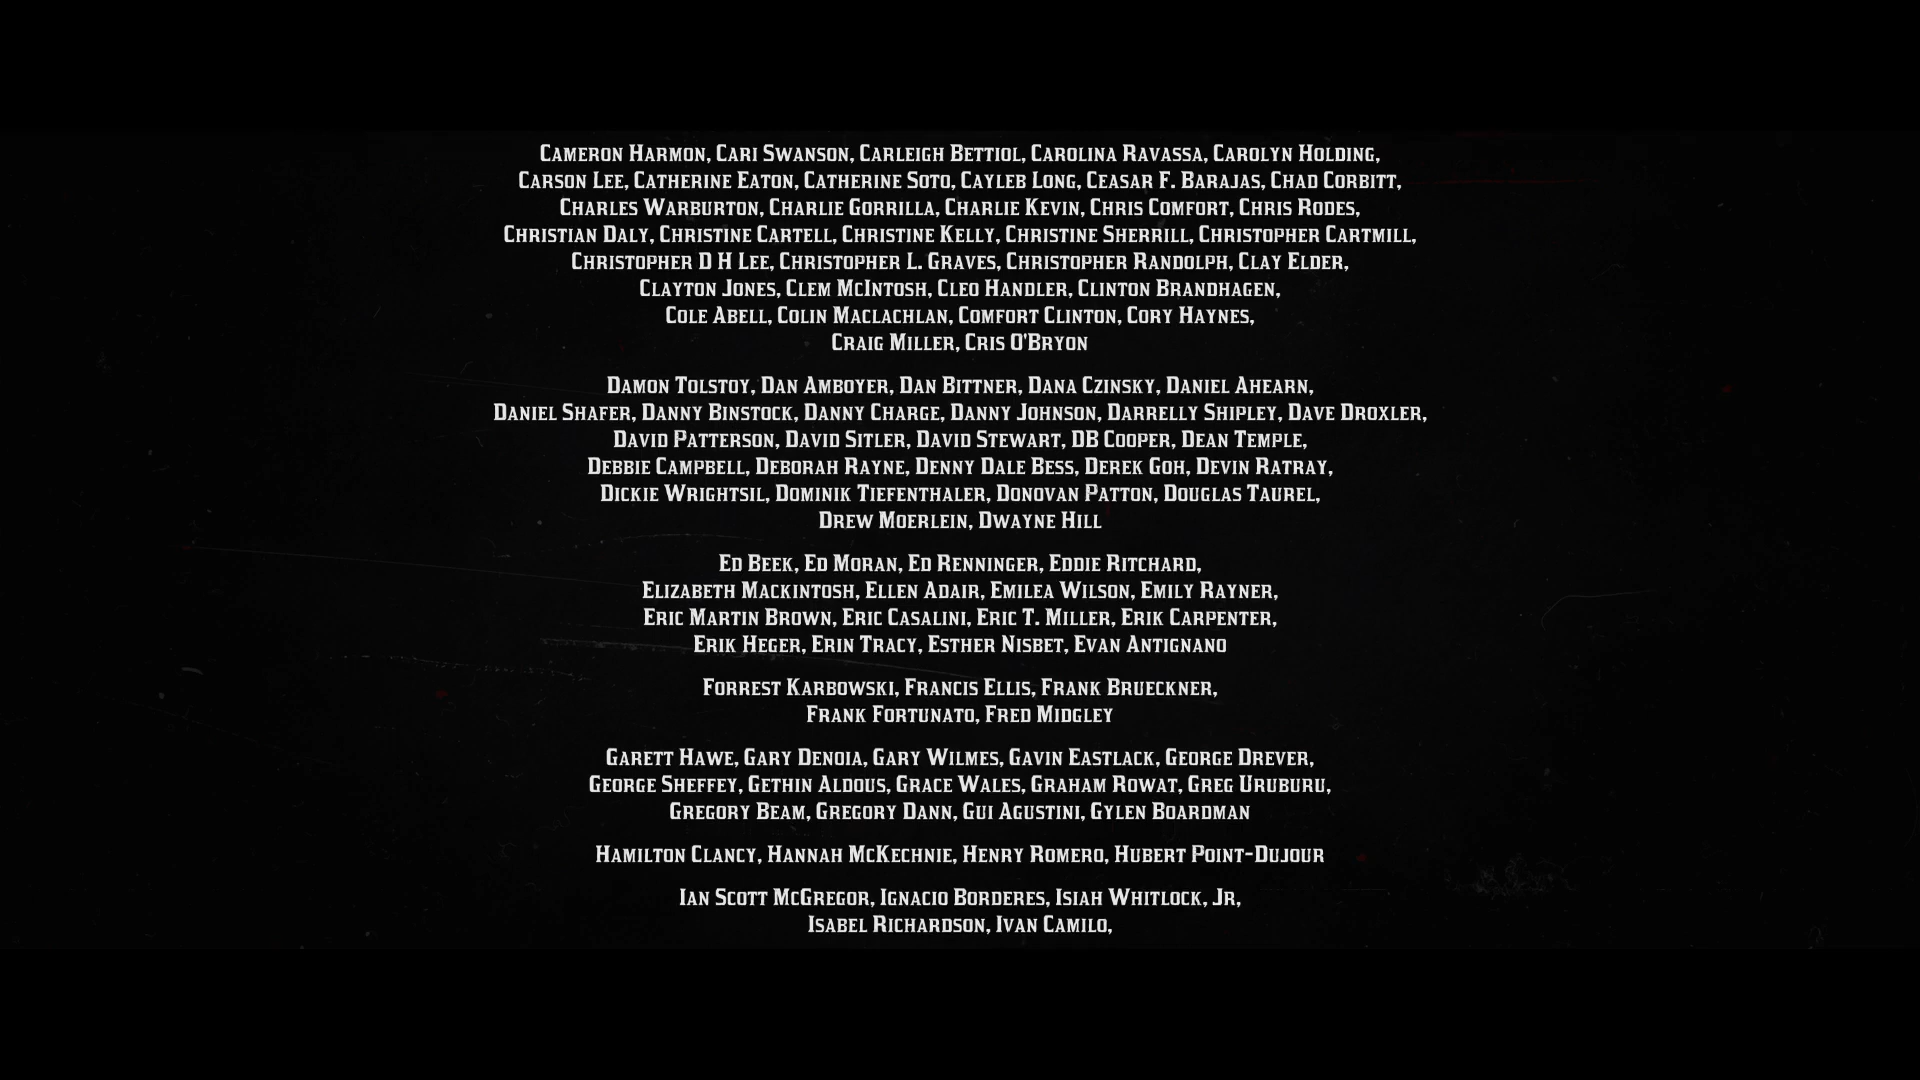 Cameron Harmon, Cari Swanson, Carleigh Bettiol, Carolina Ravassa, Carolyn Holding,
Carson Lee, Catherine Eaton, Catherine Soto, Cayleb Long, Ceasar F. Barajas, Chad Corbitt,
Charles Warburton, Charlie Gorrilla, Charlie Kevin, Chris Comfort, Chris Rodes,
Christian Daly, Christine Cartell, Christine Kelly, Christine Sherrill, Christopher Cartmill,
Christopher D H Lee, Christopher L. Graves, Christopher Randolph, Clay Elder,
Clayton Jones, Clem McIntosh, Cleo Handler, Clinton Brandhagen,
Cole Abell, Colin Maclachlan, Comfort Clinton, Cory Haynes,
Craig Miller, Cris O'Bryon
Damon Tolstoy, Dan Amboyer, Dan Bittner, Dana Czinsky, Daniel Ahearn,
Daniel Shafer, Danny Binstock, Danny Charge, Danny Johnson, Darrelly Shipley, Dave Droxler,
David Patterson, David Sitler, David Stewart, DB Cooper, Dean Temple,
Debbie Campbell, Deborah Rayne, Denny Dale Bess, Derek Goh, Devin Ratray,
Dickie Wrightsil, Dominik Tiefenthaler, Donovan Patton, Douglas Taurel,
Drew Moerlein, Dwayne Hill
Ed Beek, Ed Moran, Ed Renninger, Eddie Ritchard,
Elizabeth Mackintosh, Ellen Adair, Emilea Wilson, Emily Rayner,
Eric Martin Brown, Eric Casalini, Eric T. Miller, Erik Carpenter,
Erik Heger, Erin Tracy, Esther Nisbet, Evan Antignano
Forrest Karbowski, Francis Ellis, Frank Brueckner,
Frank Fortunato, Fred Midgley
Garett Hawe, Gary Denoia, Gary Wilmes, Gavin Eastlack, George Drever,
George Sheffey, Gethin Aldous, Grace Wales, Graham Rowat, Greg Uruburu,
Gregory Beam, Gregory Dann, Gui Agustini, Gylen Boardman
Hamilton Clancy, Hannah McKechnie, Henry Romero, Hubert Point-Dujour
Ian Scott McGregor, Ignacio Borderes, Isiah Whitlock, Jr,
Isabel Richardson, Ivan Camilo,